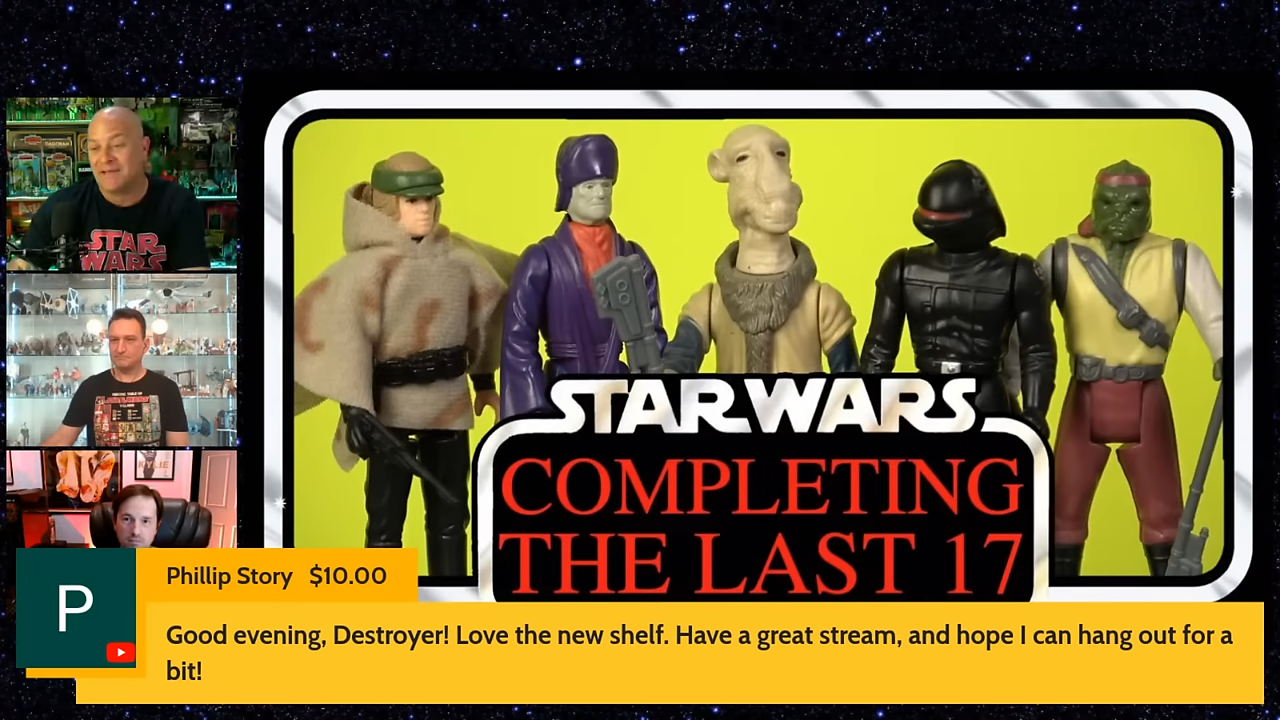 STAR
WARS
KYLIE
STAR WARS
COMPLETING
THE LAST 17
P
Phillip Story $10.00
Good evening, Destroyer! Love the new shelf. Have a great stream, and hope I can hang out for a
bit!